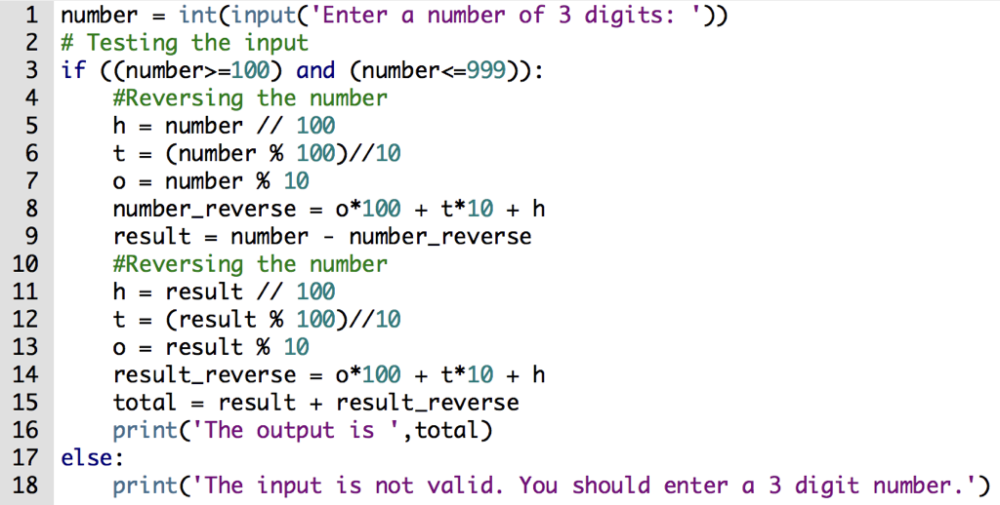 1 number = int(input('Enter a number of 3 digits: '))
2 # Testing the input
3 if ((number>=100) and (number<=999)):
4     #Reversing the number
5     h = number // 100
6     t = (number % 100)//10
7     o = number % 10
8     number_reverse = o*100 + t*10 + h
9     result = number - number_reverse
10     #Reversing the number
11     h = result // 100
12     t = (result % 100)//10
13     o = result % 10
14     result_reverse = o*100 + t*10 + h
15     total = result + result_reverse
16     print('The output is ',total)
17 else:
18     print('The input is not valid. You should enter a 3 digit number.')